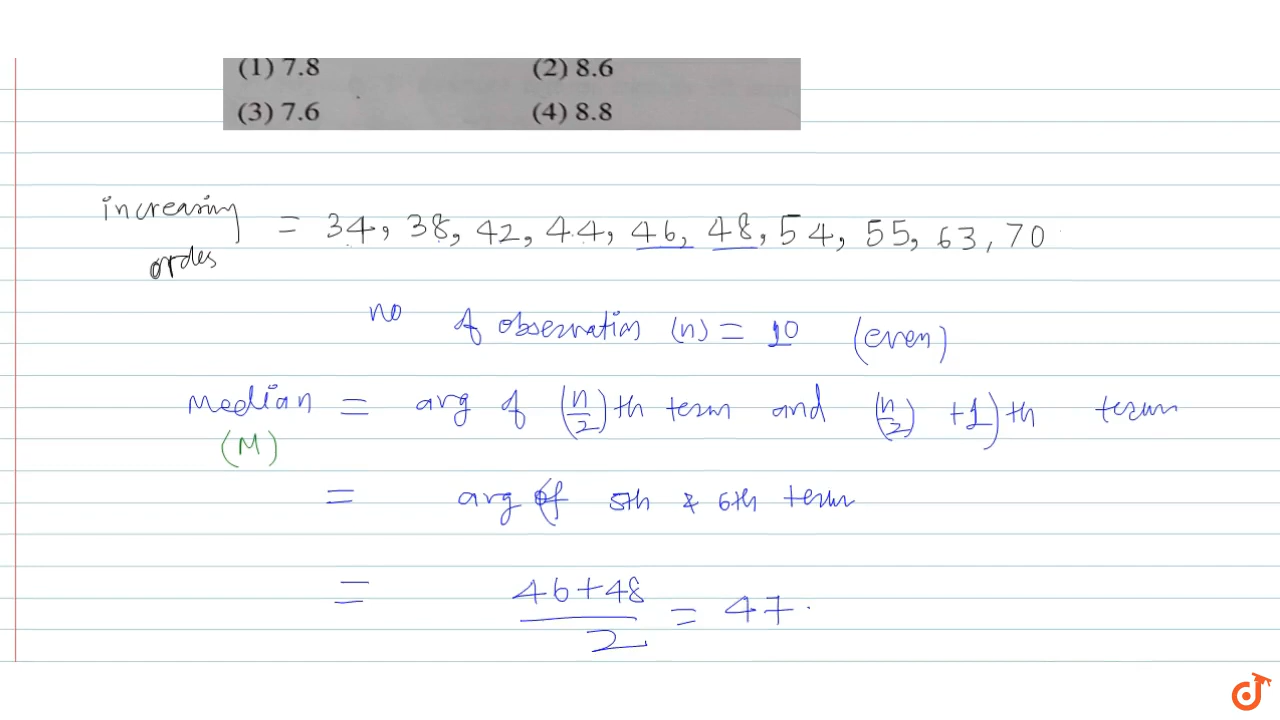 (1) 7.8 (2) 8.6
(3) 7.6 (4) 8.8
increasing = 34, 38, 42, 44, 46, 48, 54, 55, 63, 70
order
no of observation (n) = 10 (even)
Median = avg of (n/2)th term and (n/2) +1)th term
(M)
= avg of 5th & 6th term
= 46+48/2 = 47.